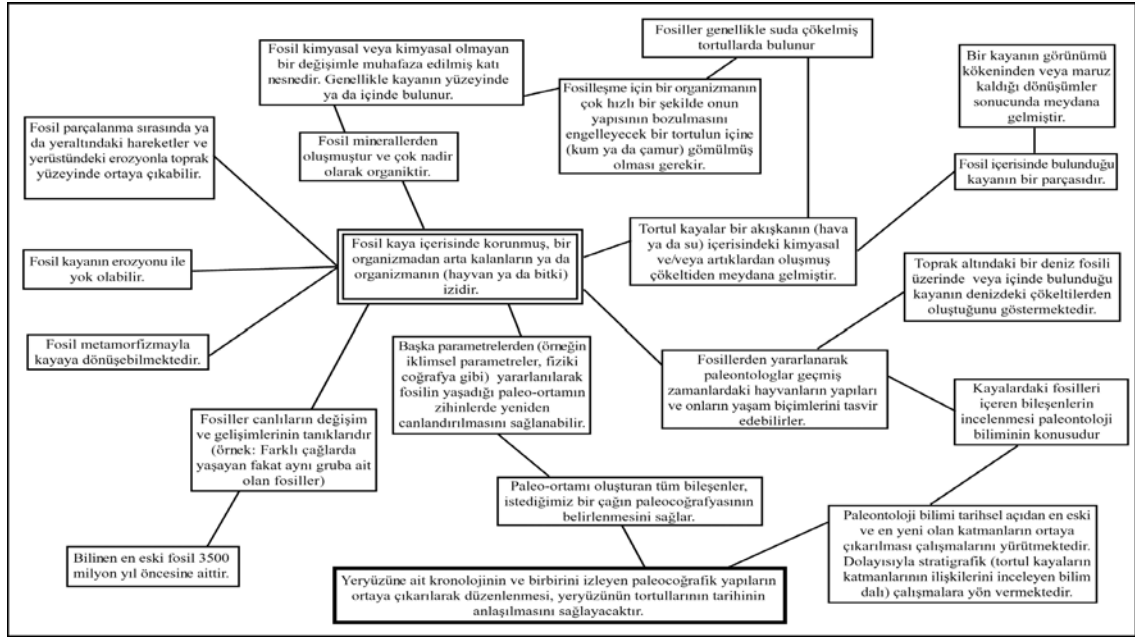 Fosiller genellikle suda çökelmiş
tortullarda bulunur
Fosil kimyasal veya kimyasal olmayan
bir değişimle muhafaza edilmiş katı
nesnedir. Genellikle kayanın yüzeyinde
ya da içinde bulunur.
Bir kayanın görünümü
kökeninden veya maruz
kaldığı dönüşümler
sonucunda meydana
gelmiştir.
Fosilleşme için bir organizmanın
çok hızlı bir şekilde onun
yapısının bozulmasını
engelleyecek bir tortulun içine
(kum ya da çamur) gömülmüş
olması gerekir.
Fosil parçalanma sırasında ya
da yeraltındaki hareketler ve
yerüstündeki erozyonla toprak
yüzeyinde ortaya çıkabilir.
Fosil minerallerden
oluşmuştur ve çok nadir
olarak organiktir.
Fosil içerisinde bulunduğu
kayanın bir parçasıdır.
Tortul kayalar bir akışkanın (hava
ya da su) içerisindeki kimyasal
ve/veya artıklardan oluşmuş
çökeltiden meydana gelmiştir.
Fosil kaya içerisinde korunmuş, bir
organizmadan arta kalanların ya da
organizmanın (hayvan ya da bitki)
izidir.
Fosil kayanın erozyonu ile
yok olabilir.
Toprak altındaki bir deniz fosili
üzerinde veya içinde bulunduğu
kayanın denizdeki çökeltilerden
oluştuğunu göstermektedir.
Fosil metamorfizmayla
kayaya dönüşebilmektedir.
Başka parametrelerden (örneğin
iklimsel parametreler, fiziki
coğrafya gibi) yararlanılarak
fosilin yaşadığı paleo-ortamın
zihinlerde yeniden
canlandırılmasını sağlanabilir.
Fosillerden yararlanarak
paleontologlar geçmiş
zamanlardaki hayvanların yapıları
ve onların yaşam biçimlerini tasvir
edebilirler.
Kayalardaki fosilleri
içeren bileşenlerin
incelenmesi paleontoloji
biliminin konusudur
Fosiller canlıların değişim
ve gelişimlerinin tanıklarıdır
(örnek: Farklı çağlarda
yaşayan fakat aynı gruba ait
olan fosiller)
Paleo-ortamı oluşturan tüm bileşenler,
istediğimiz bir çağın paleocoğrafyasının
belirlenmesini sağlar.
Paleontoloji bilimi tarihsel açıdan en eski
ve en yeni olan katmanların ortaya
çıkarılması çalışmalarını yürütmektedir.
Dolayısıyla stratigrafik (tortul kayaların
katmanlarının ilişkilerini inceleyen bilim
dalı) çalışmalara yön vermektedir.
Bilinen en eski fosil 3500
milyon yıl öncesine aittir.
Yeryüzüne ait kronolojinin ve birbirini izleyen paleocoğrafik yapıların
ortaya çıkarılarak düzenlenmesi, yeryüzünün tortullarının tarihinin
anlaşılmasını sağlayacaktır.